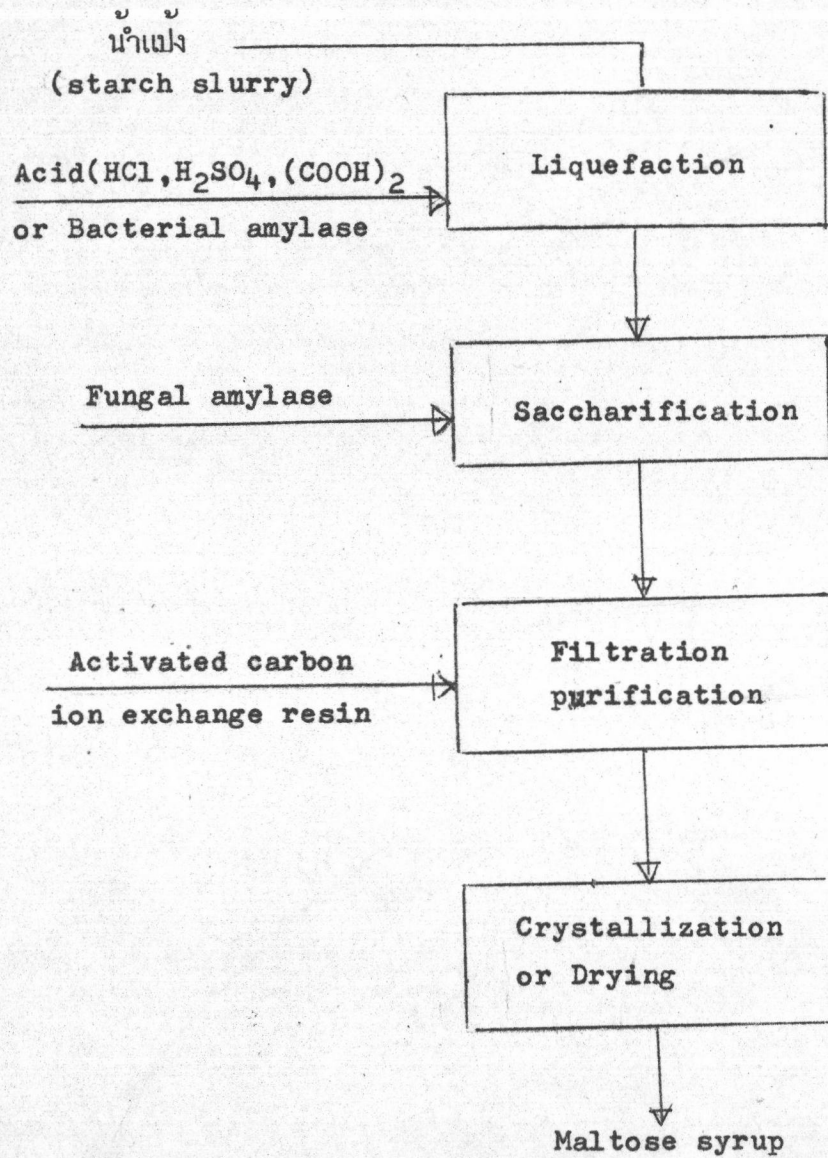 น้ำแป้ง
(starch slurry)
Liquefaction
Acid(HCl,H₂SO₄,(COOH)₂
or Bacterial amylase
Fungal amylase
Saccharification
Activated carbon
ion exchange resin
Filtration
purification
Crystallization
or Drying
Maltose syrup